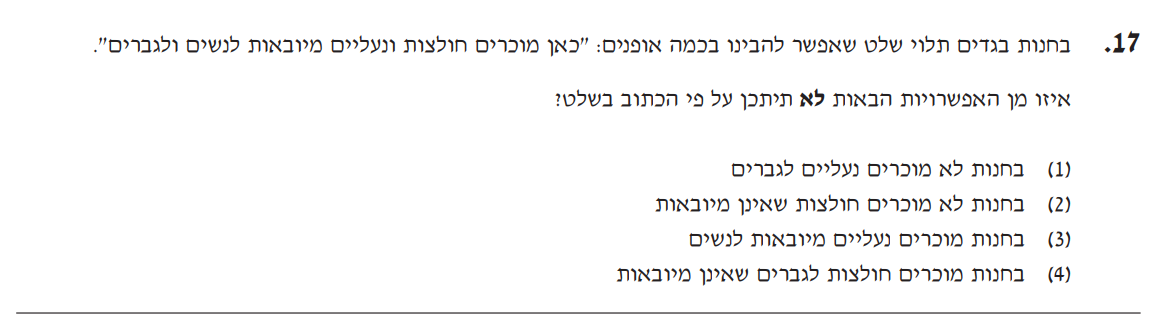 17. בחנות בגדים תלוי שלט שאפשר להבינו בכמה אופנים: "כאן מוכרים חולצות ונעליים מיובאות לנשים ולגברים".
איזו מן האפשרויות הבאות לא תיתכן על פי הכתוב בשלט?
(1) בחנות לא מוכרים נעליים לגברים
(2) בחנות לא מוכרים חולצות שאינן מיובאות
(3) בחנות מוכרים נעליים מיובאות לנשים
(4) בחנות מוכרים חולצות לגברים שאינן מיובאות